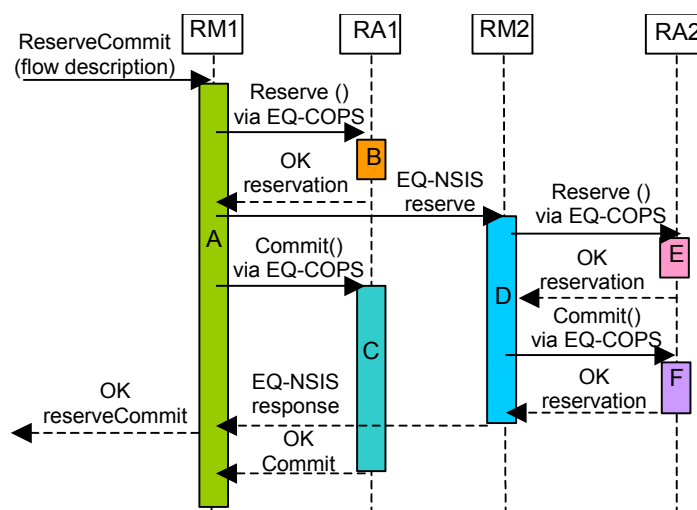 RM1
RA1
RM2
RA2
ReserveCommit
(flow description)
Reserve ()
via EQ-COPS
B
OK
reservation
EQ-NSIS
reserve
Reserve ()
via EQ-COPS
A
E
Commit()
via EQ-COPS
OK
reservation
D
Commit()
via EQ-COPS
C
F
EQ-NSIS
response
OK
reservation
OK
reserveCommit
OK
Commit